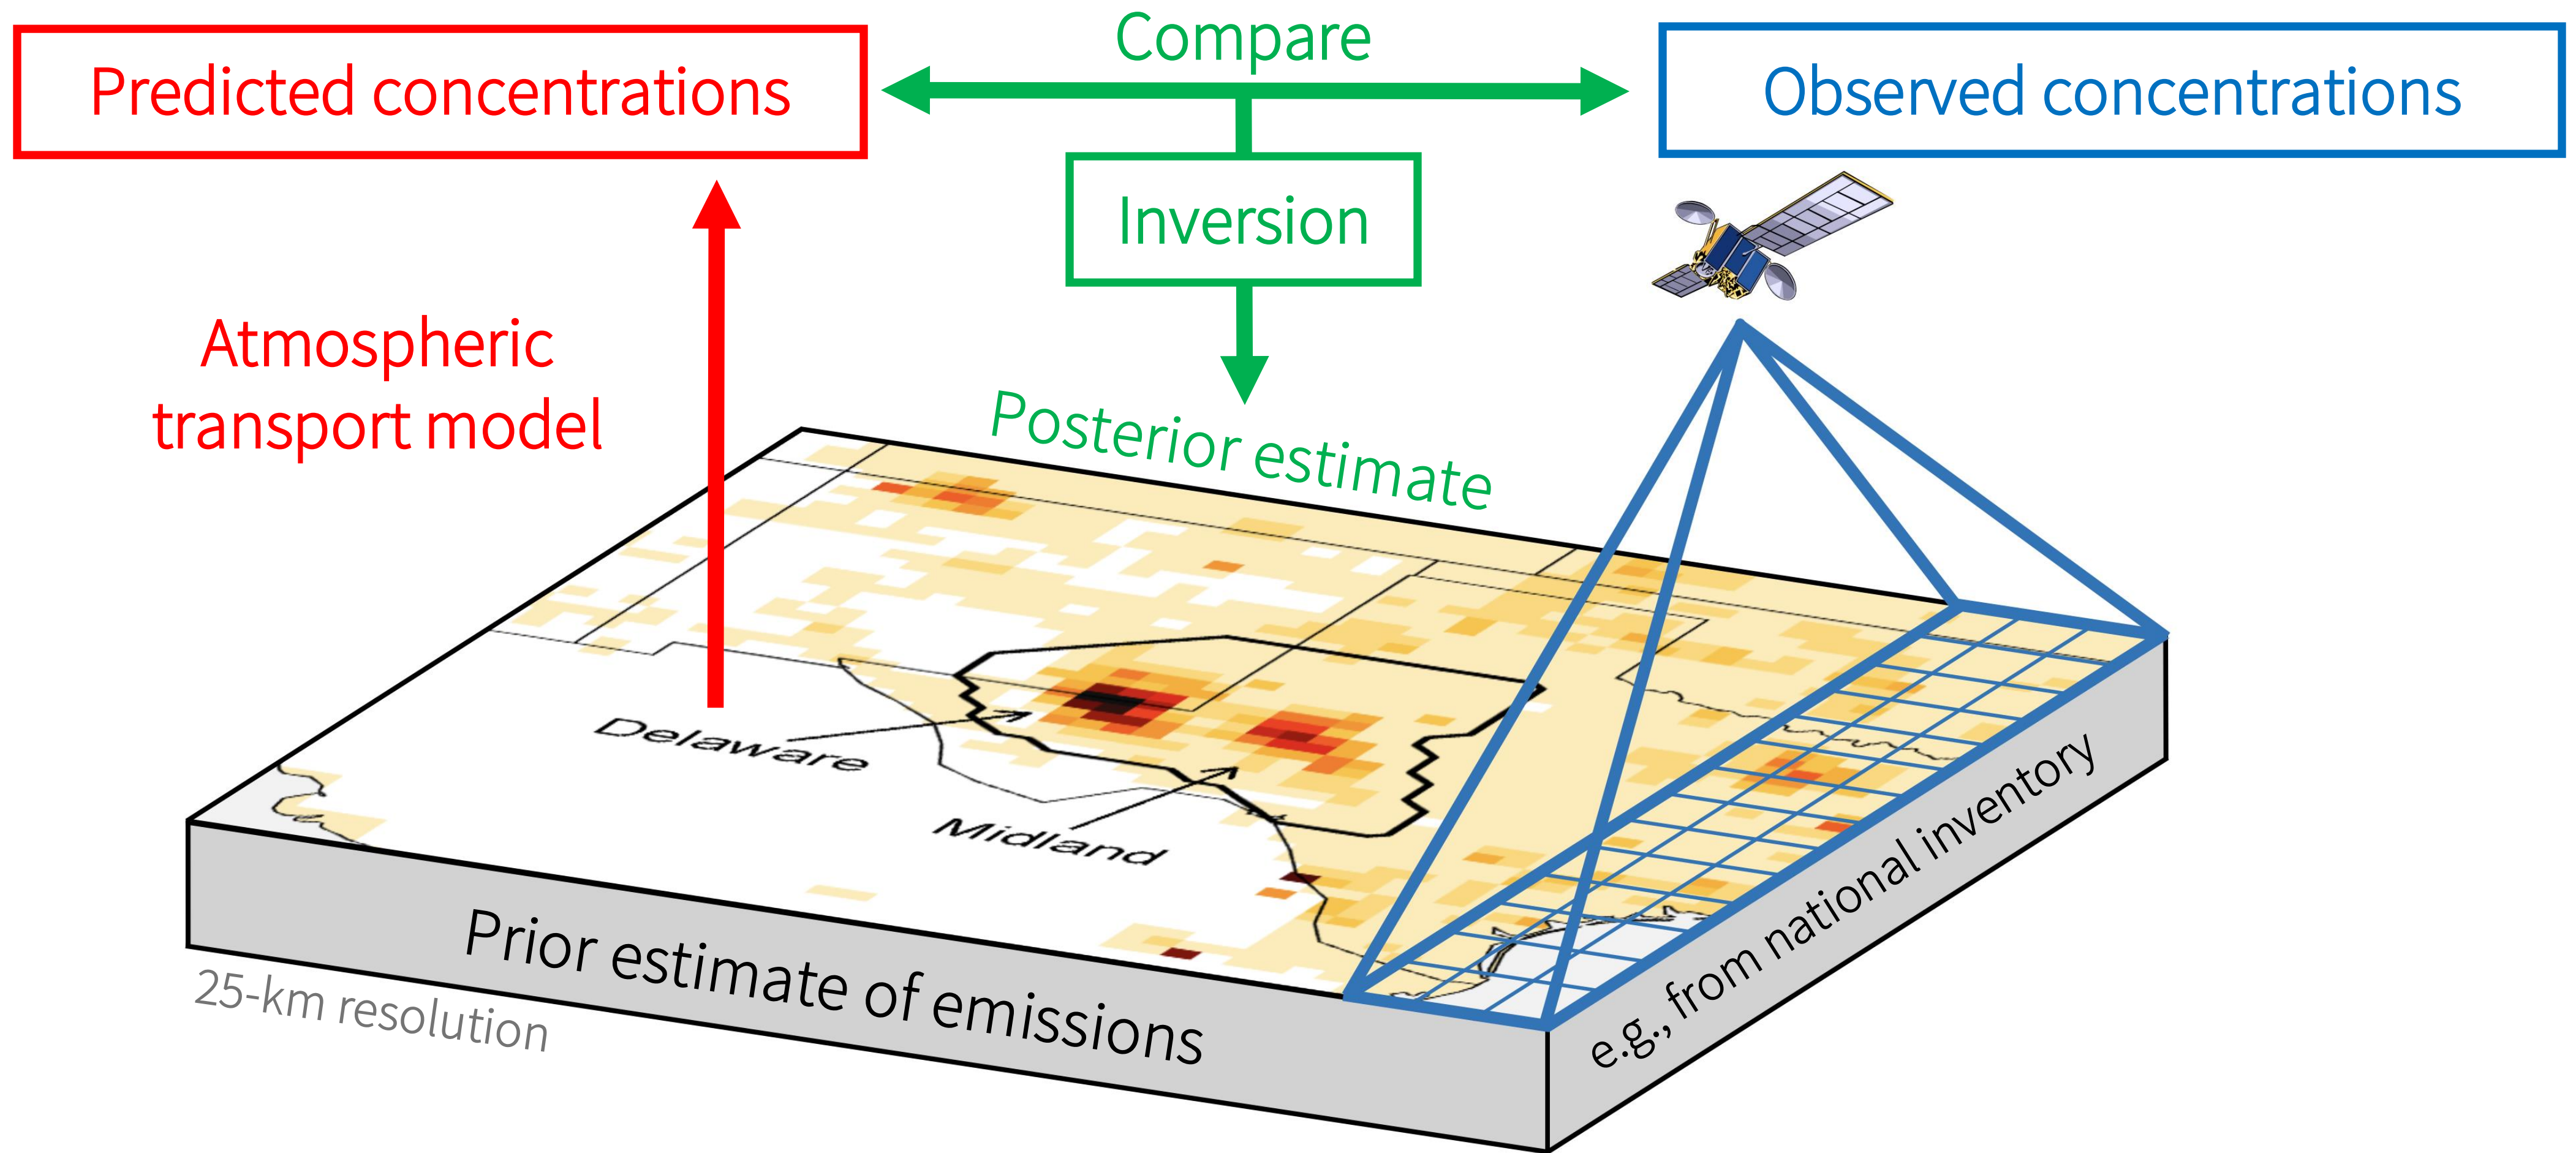 Compare
Predicted concentrations
Observed concentrations
Inversion
Atmospheric
transport model
Posterior estimate
Delaware
Midland
Prior estimate of emissions
e.g., from national inventory
25-km resolution